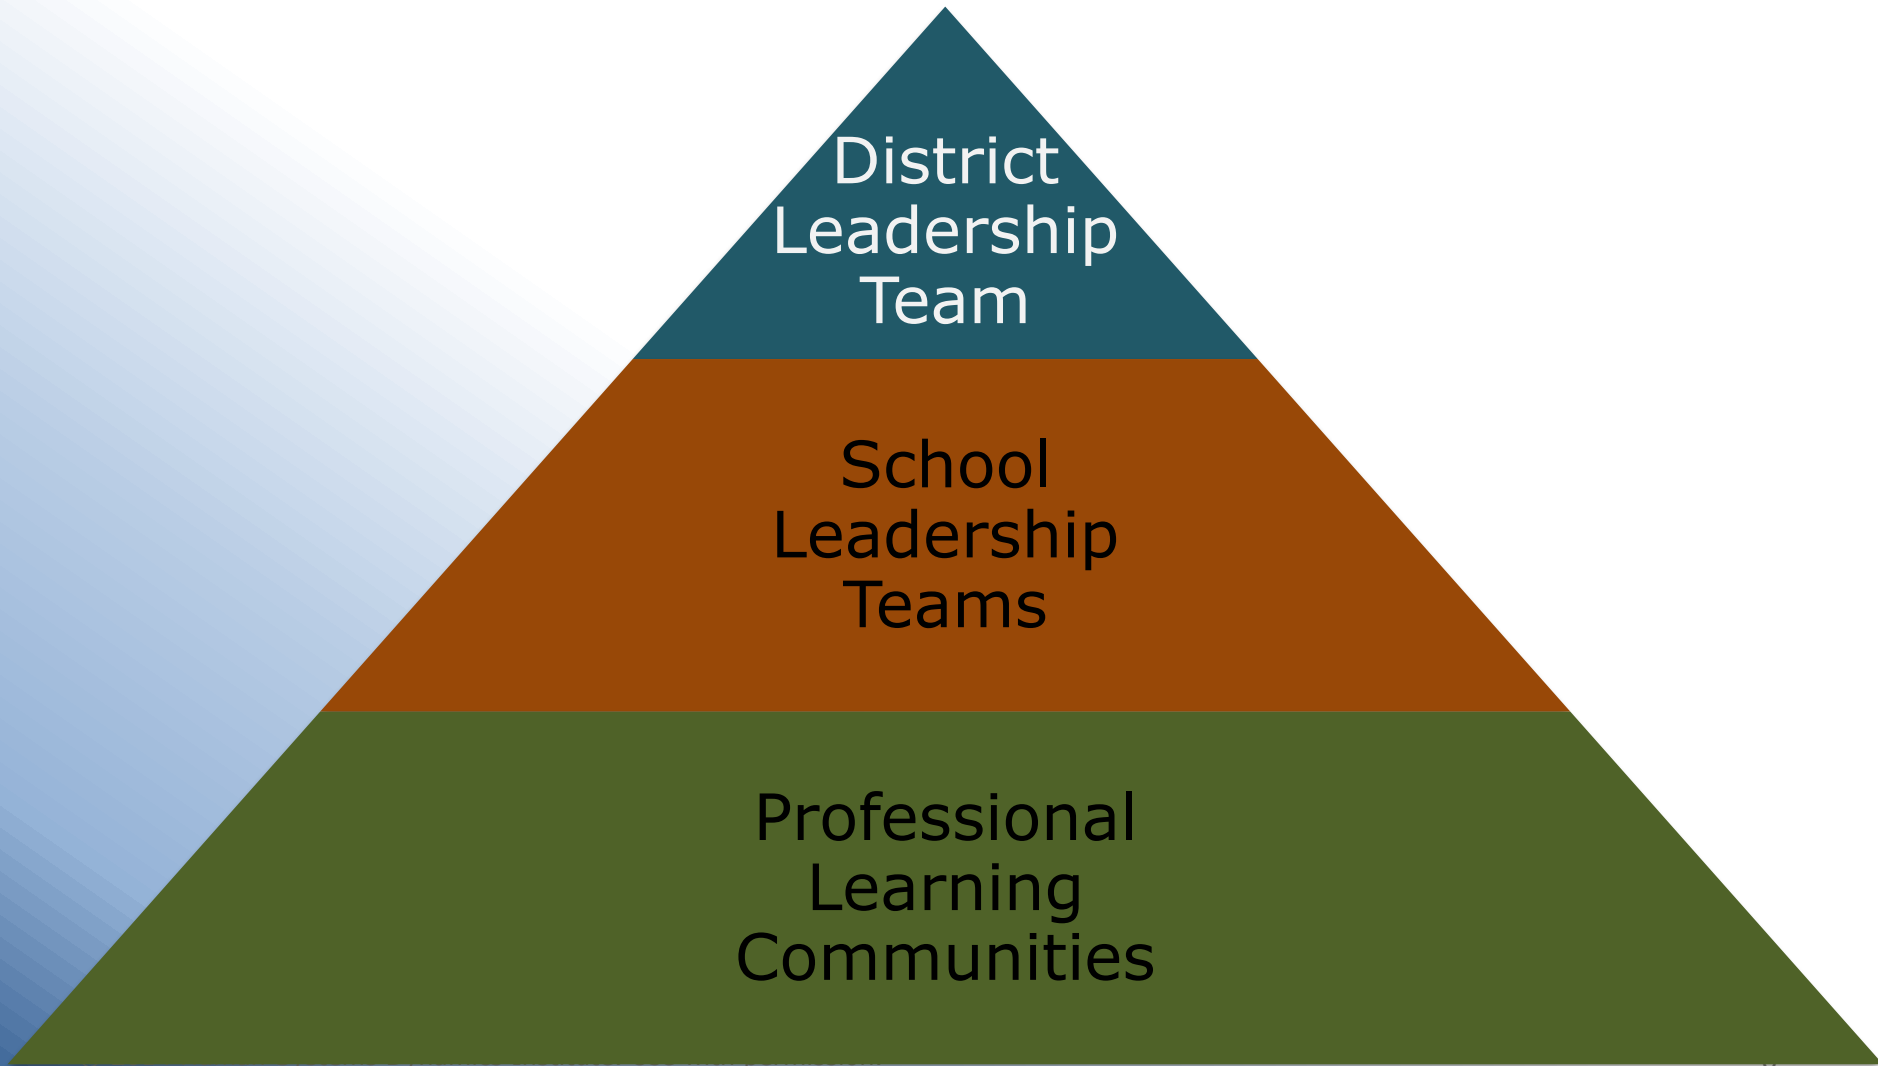 District
Leadership
Team
School
Leadership
Teams
Professional
Learning
Communities